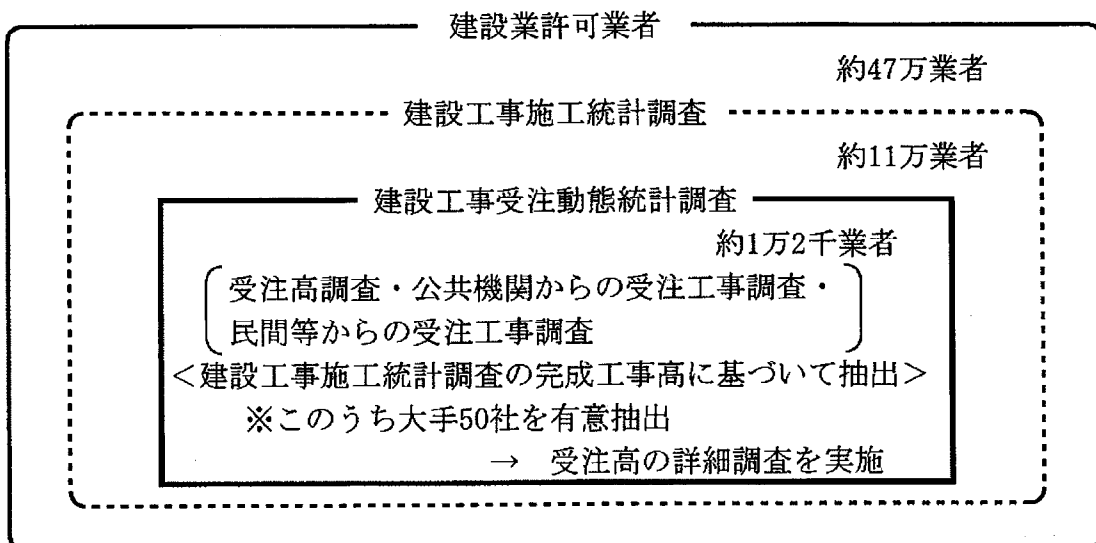 建設業許可業者
約47万業者
建設工事施工統計調査
約11万業者
建設工事受注動態統計調査
約1万2千業者
受注高調査・公共機関からの受注工事調査・
民間等からの受注工事調査
＜建設工事施工統計調査の完成工事高に基づいて抽出＞
※このうち大手50社を有意抽出
→ 受注高の詳細調査を実施